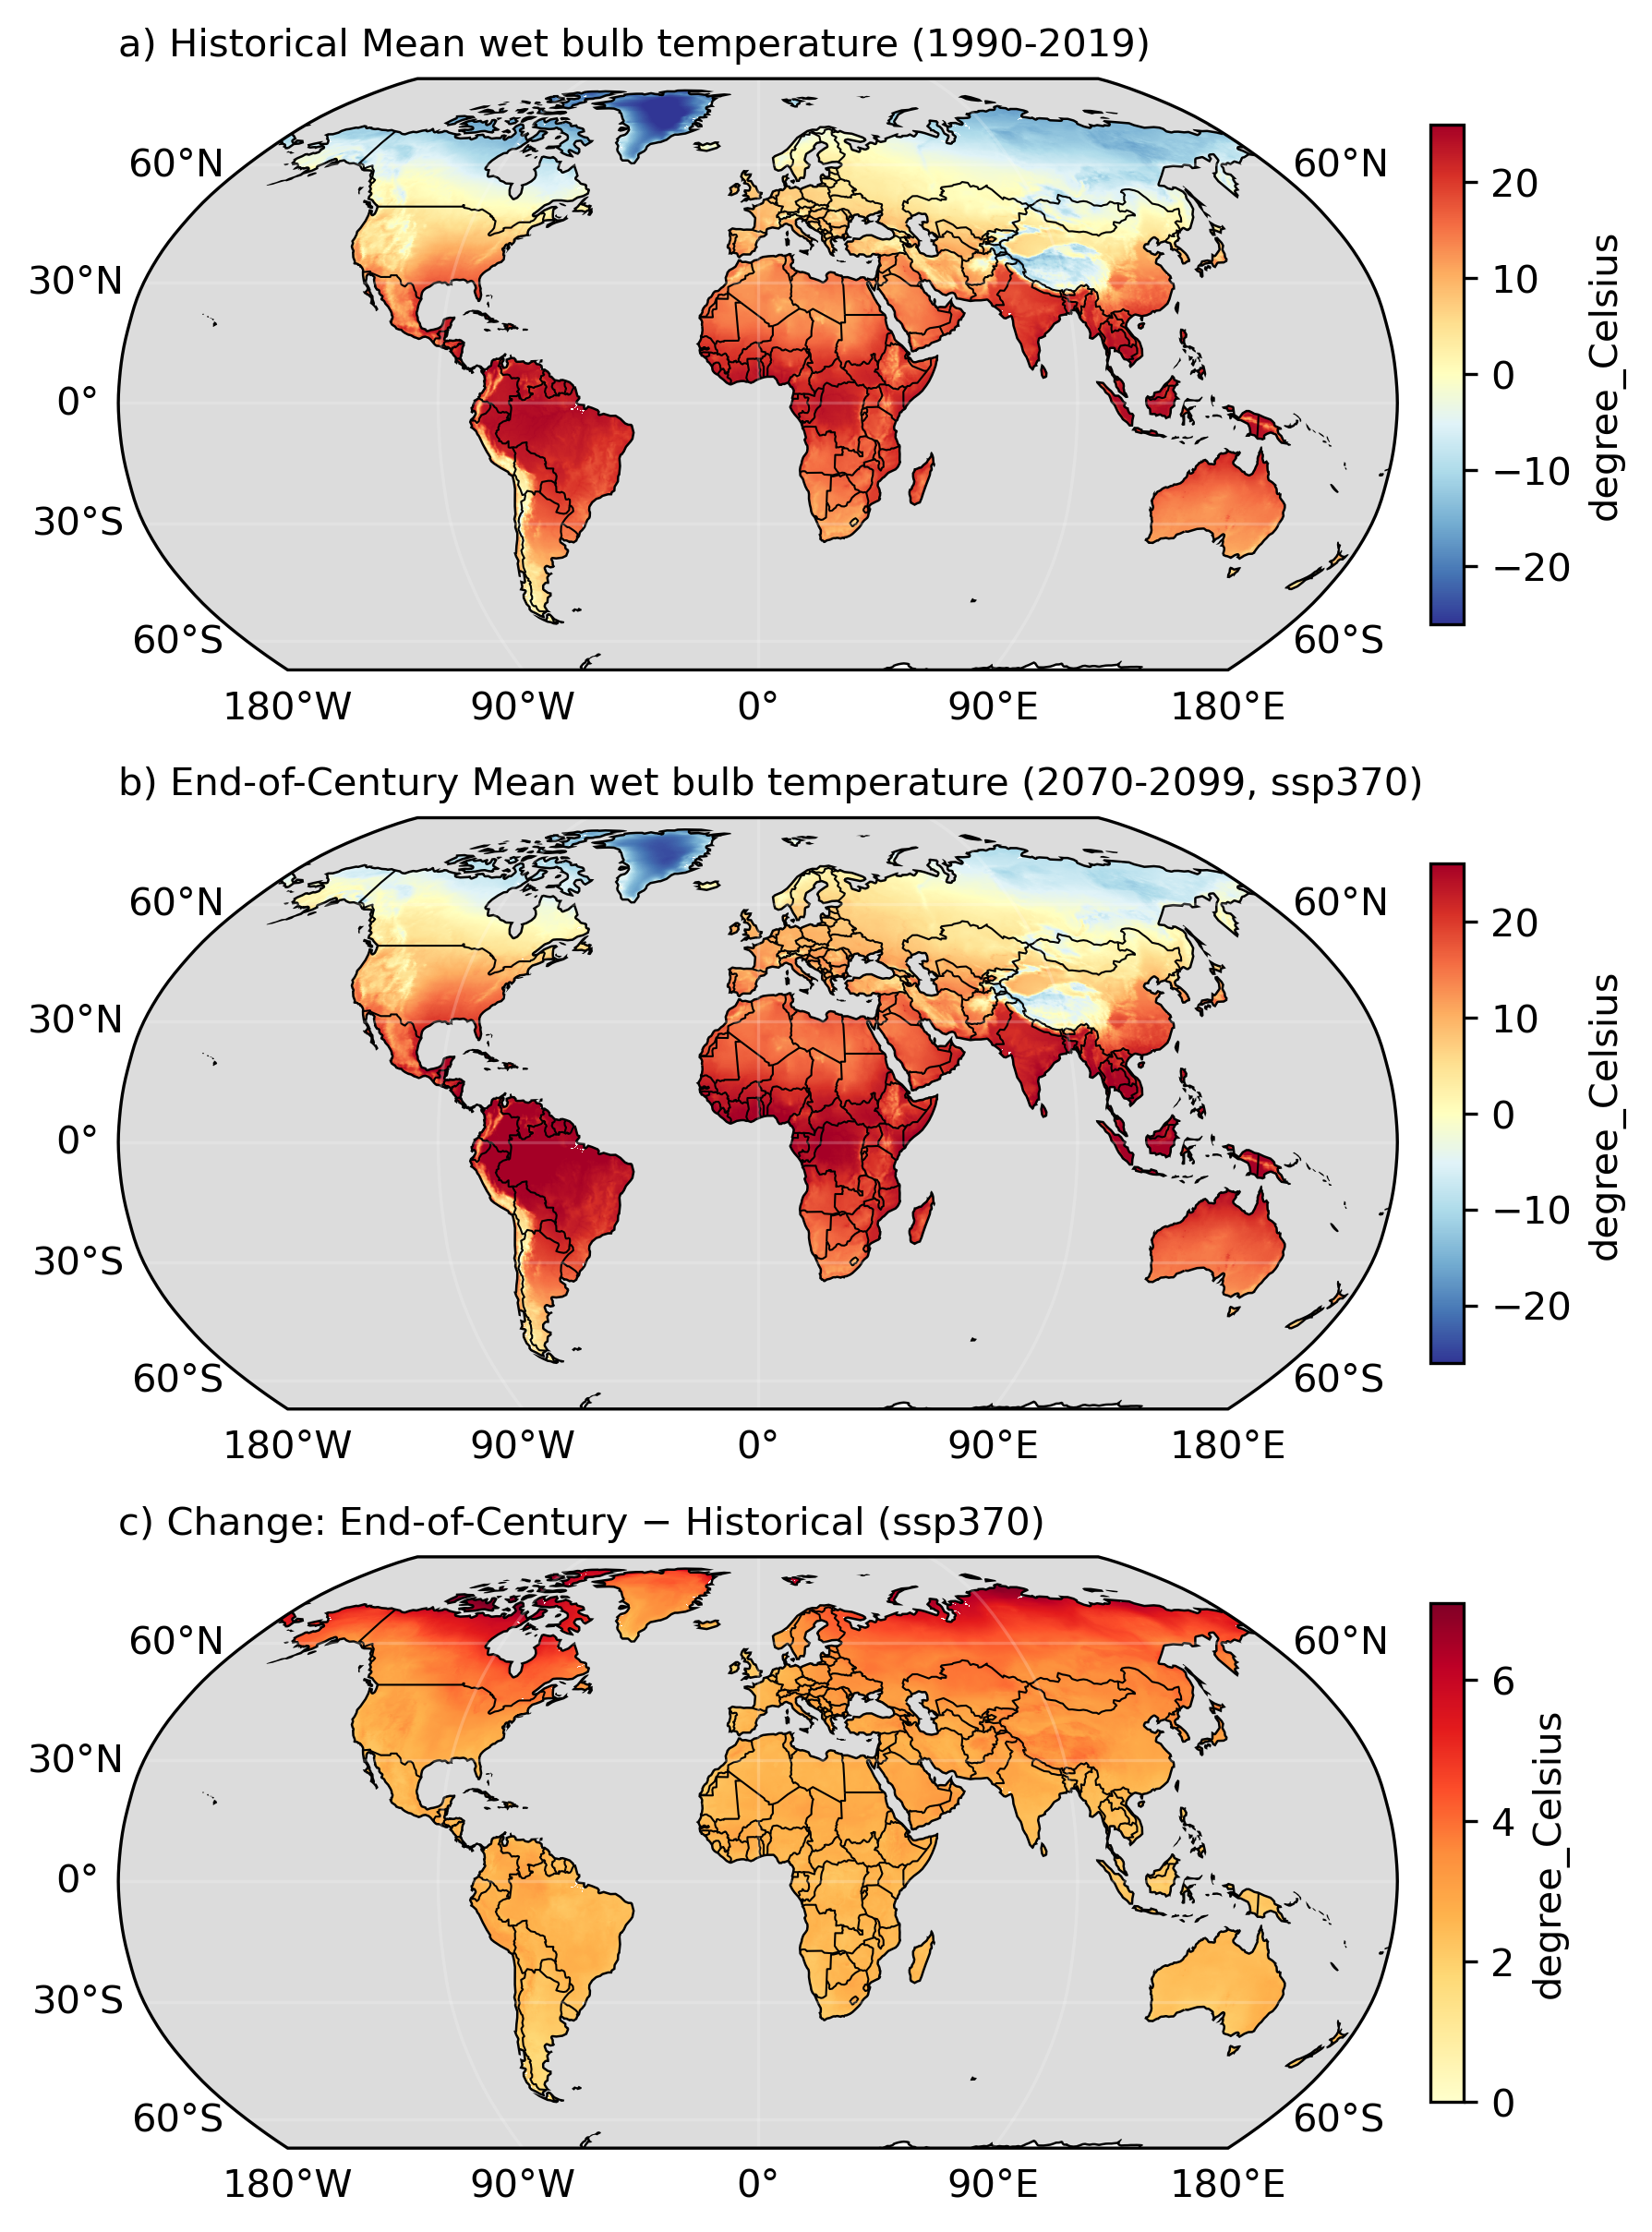 a) Historical Mean wet bulb temperature (1990-2019)
60°N
60°N
30°N
0°
30°S
60°S
60°S
180°W 90°W 0° 90°E 180°E
20
10
0
−10
−20
degree_Celsius
b) End-of-Century Mean wet bulb temperature (2070-2099, ssp370)
60°N
60°N
30°N
0°
30°S
60°S
60°S
180°W 90°W 0° 90°E 180°E
20
10
0
−10
−20
degree_Celsius
c) Change: End-of-Century − Historical (ssp370)
60°N
60°N
30°N
0°
30°S
60°S
60°S
180°W 90°W 0° 90°E 180°E
6
4
2
0
degree_Celsius